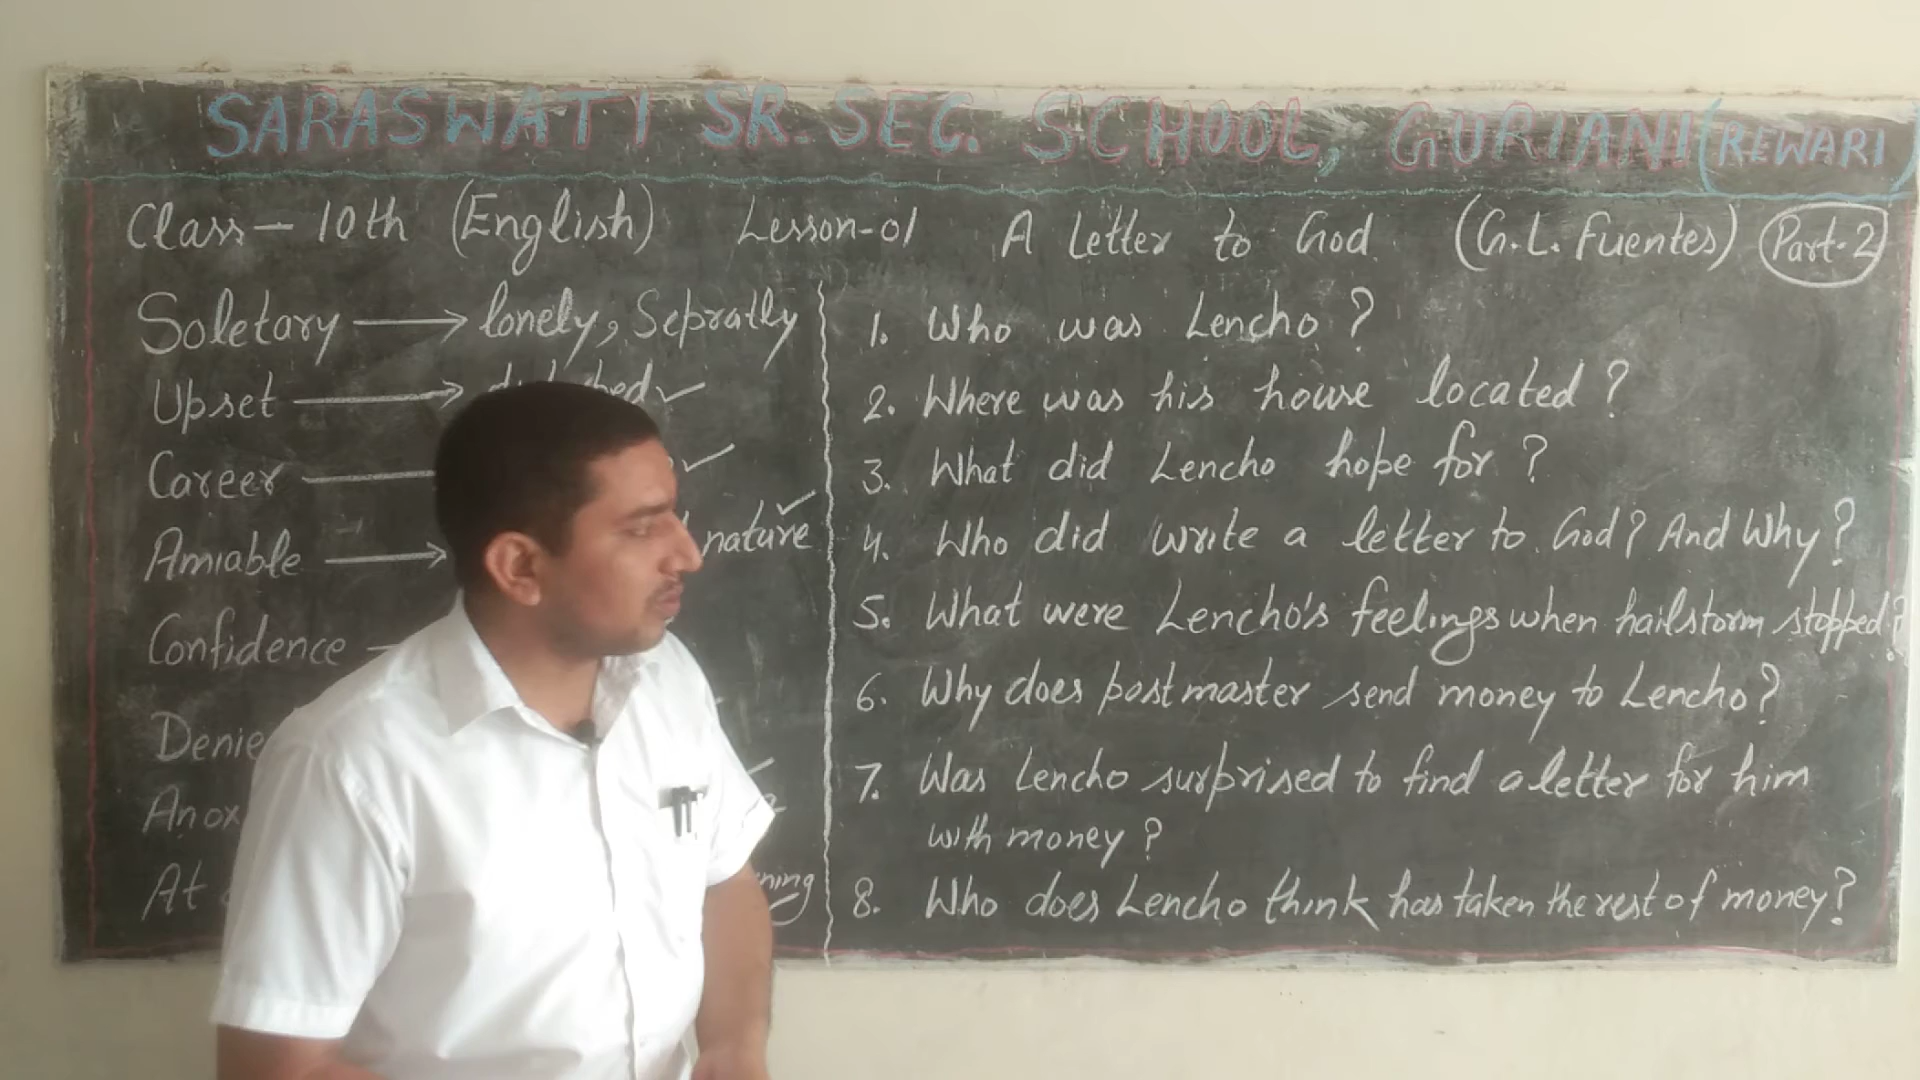 SARASWATI SR. SEC. SCHOOL, GURIANI (REWARI)
Class - 10th (English) Lesson-01 A Letter to God (G.L. Fuentes) Part-2
Soletary → lonely, Sepratly
Upset →
Career
Amiable → nature
Confidence
At
1. Who was Lencho?
2. Where was his house located?
3. What did Lencho hope for?
4. Who did write a letter to God? And Why?
5. What were Lencho's feelings when hailstorm stopped?
6. Why does postmaster send money to Lencho?
7. Was Lencho surprised to find a letter for him
with money?
8. Who does Lencho think has taken the rest of money?